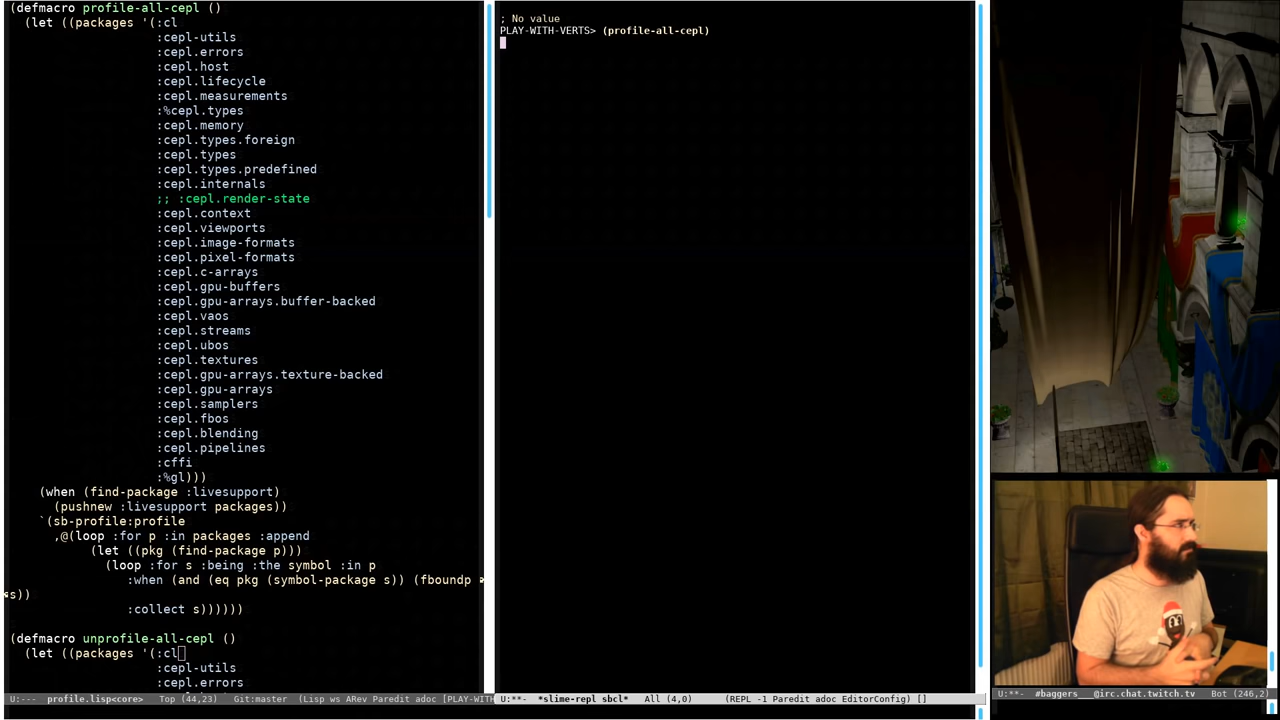 (defmacro profile-all-cepl ()
  (let ((packages '(:cl
                    :cepl-utils
                    :cepl.errors
                    :cepl.host
                    :cepl.lifecycle
                    :cepl.measurements
                    :%cepl.types
                    :cepl.memory
                    :cepl.types.foreign
                    :cepl.types
                    :cepl.types.predefined
                    :cepl.internals
                    ;; :cepl.render-state
                    :cepl.context
                    :cepl.viewports
                    :cepl.image-formats
                    :cepl.pixel-formats
                    :cepl.c-arrays
                    :cepl.gpu-buffers
                    :cepl.gpu-arrays.buffer-backed
                    :cepl.vaos
                    :cepl.streams
                    :cepl.ubos
                    :cepl.textures
                    :cepl.gpu-arrays.texture-backed
                    :cepl.gpu-arrays
                    :cepl.samplers
                    :cepl.fbos
                    :cepl.blending
                    :cepl.pipelines
                    :cffi
                    :%gl)))
    (when (find-package :livesupport)
      (pushnew :livesupport packages))
    `(sb-profile:profile
      ,@(loop :for p :in packages :append
           (let ((pkg (find-package p)))
             (loop :for s :being :the symbol :in p
                :when (and (eq pkg (symbol-package s)) (fboundp
s))
                :collect s))))))
(defmacro unprofile-all-cepl ()
  (let ((packages '(:cl
                    :cepl-utils
                    :cepl.errors
U:---  profile.lisp<core>   Top (44,23)   Git:master  (Lisp ws ARev Paredit adoc [PLAY-WIT
; No value
PLAY-WITH-VERTS> (profile-all-cepl)
U:**-  *slime-repl sbcl*   All (4,0)     (REPL -1 Paredit adoc EditorConfig) []
U:**-  #baggers___@irc.chat.twitch.tv   Bot (246,2)